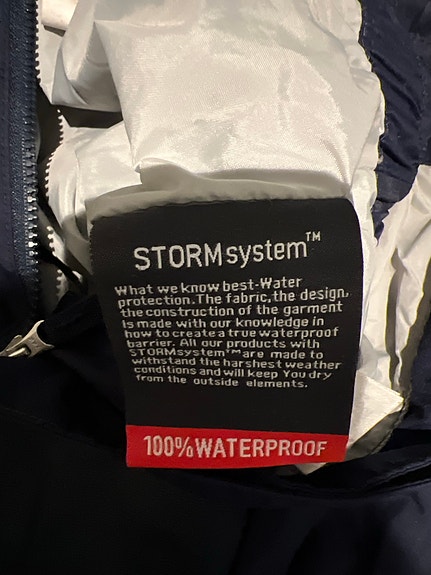 STORMsystem™
What we know best-Water
protection.The fabric,the design,
the construction of the garment
Is made with our knowledge in
how to create a true waterproof
barrier. All our products with
STORMsystem™are made to
withstand the harshest weather
conditions and will keep You dry
from the outside elements.
100%WATERPROOF